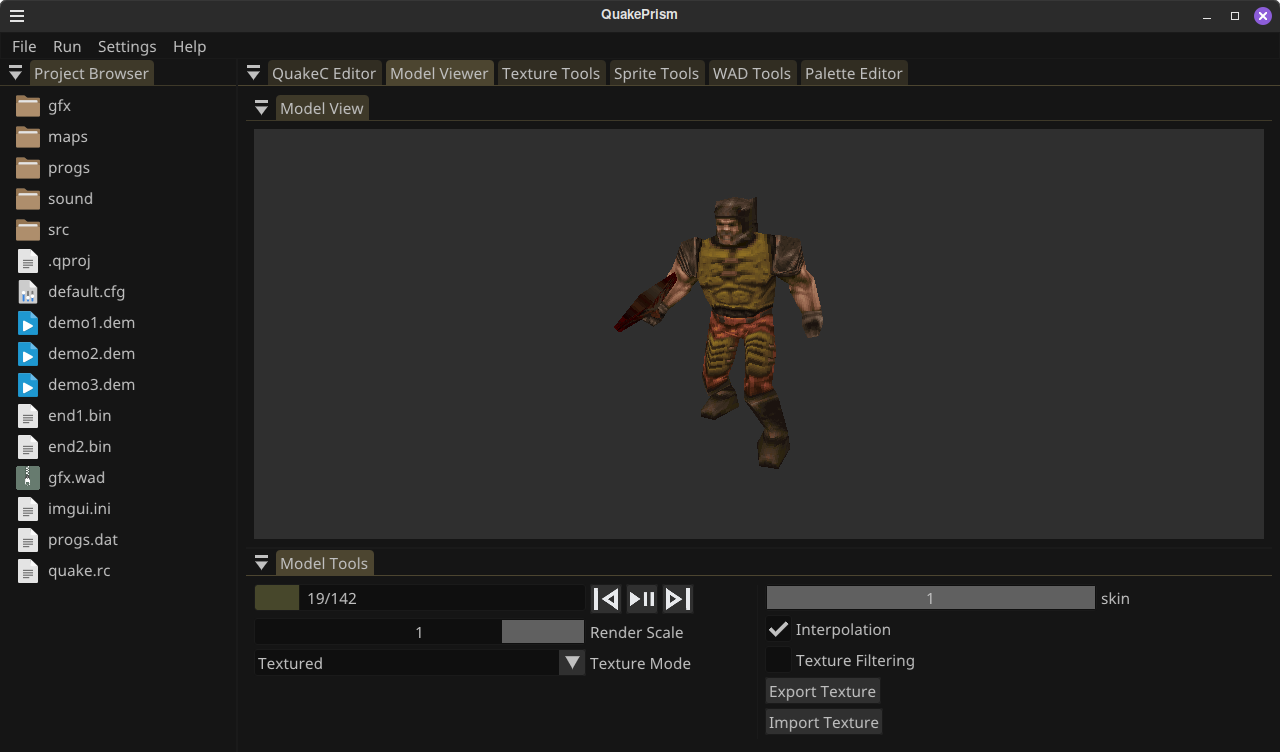 QuakePrism
File Run Settings Help
Project Browser
QuakeC Editor Model Viewer Texture Tools Sprite Tools WAD Tools Palette Editor
gfx
maps
progs
sound
src
.qproj
default.cfg
demo1.dem
demo2.dem
demo3.dem
end1.bin
end2.bin
gfx.wad
imgui.ini
progs.dat
quake.rc
Model View
Model Tools
19/142
1 Render Scale
Textured Texture Mode
1 skin
Interpolation
Texture Filtering
Export Texture
Import Texture